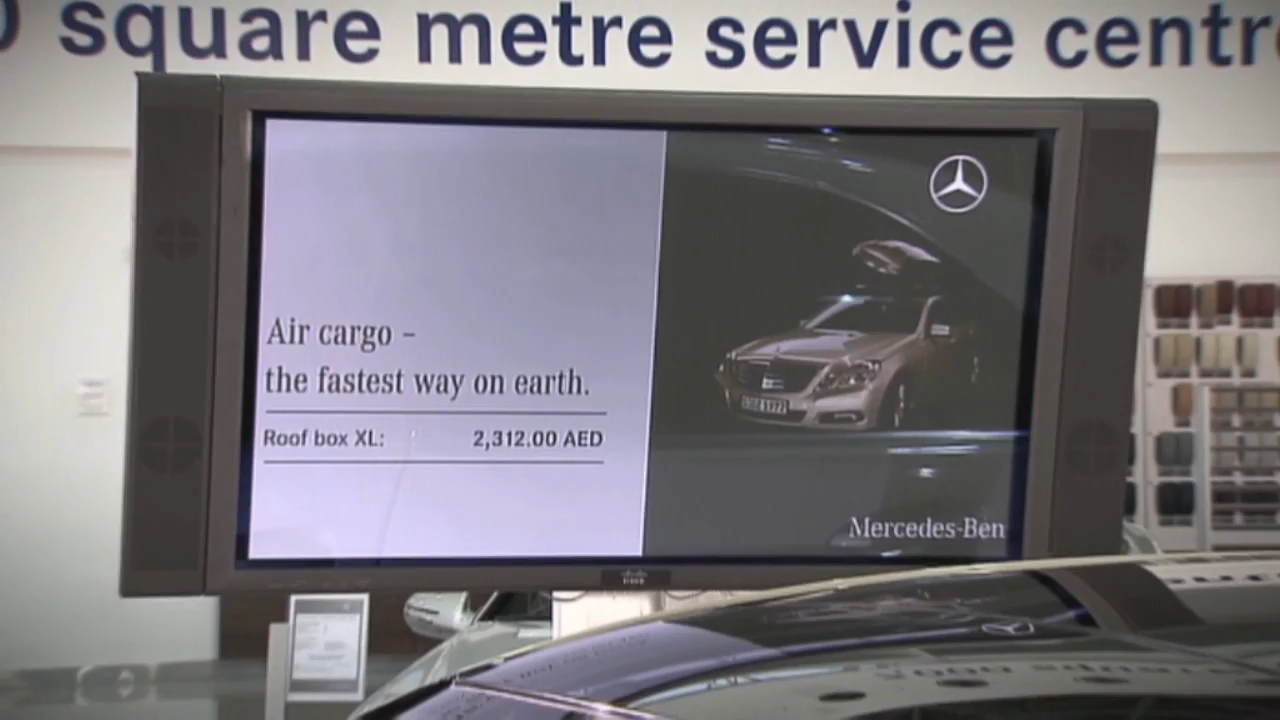 square metre service centr
Air cargo –
the fastest way on earth.
Roof box XL: 2,312.00 AED
Mercedes-Ben
CISCO